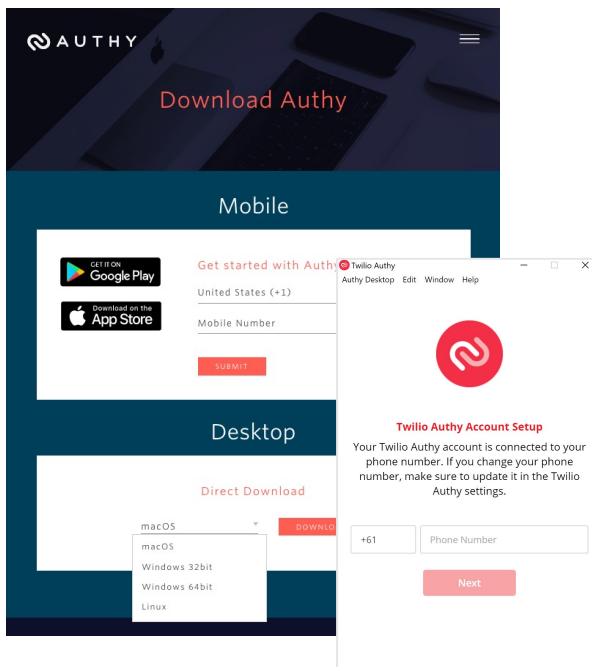 AUTHY
Download Authy
Mobile
GET IT ON
Google Play
Download on the
App Store
Get started with Authy
United States (+1)
Mobile Number
SUBMIT
Desktop
Direct Download
macOS
DOWNLO
macOS
Windows 32bit
Windows 64bit
Linux
Twilio Authy
Authy Desktop Edit Window Help
Twilio Authy Account Setup
Your Twilio Authy account is connected to your
phone number. If you change your phone
number, make sure to update it in the Twilio
Authy settings.
+61
Phone Number
Next